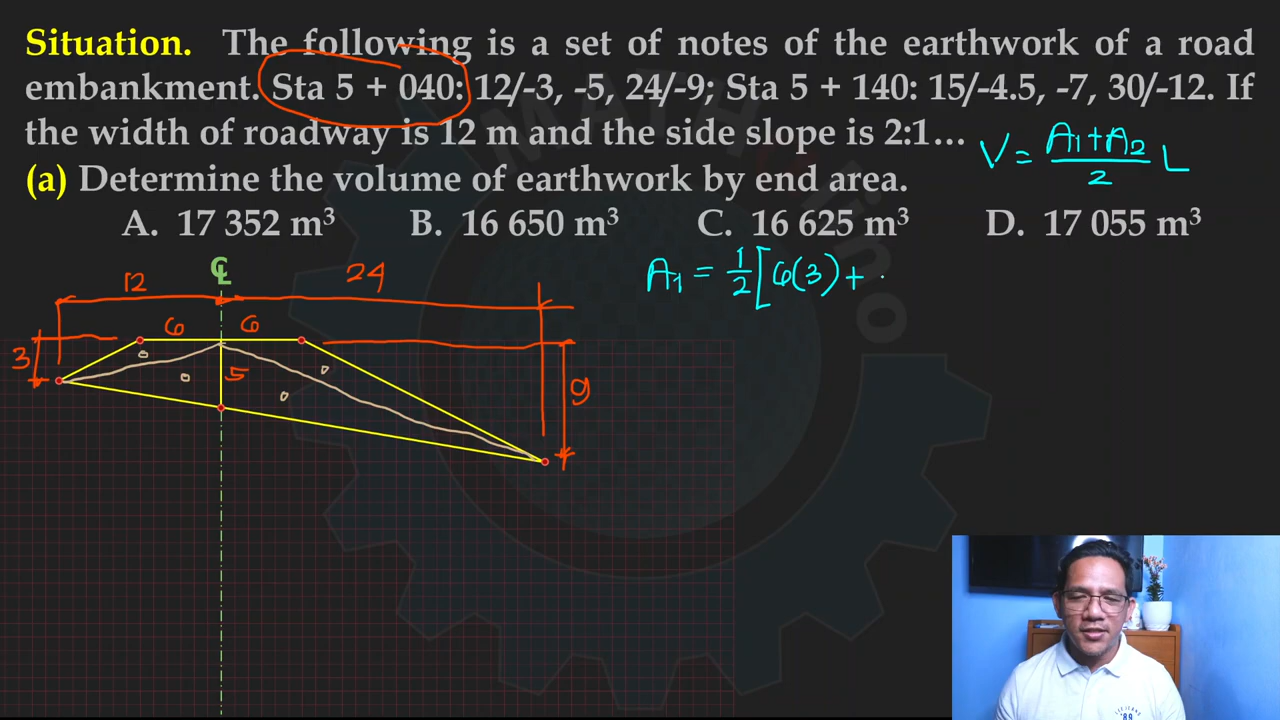 Situation. The following is a set of notes of the earthwork of a road
embankment. Sta 5 + 040: 12/-3, -5, 24/-9; Sta 5 + 140: 15/-4.5, -7, 30/-12. If
the width of roadway is 12 m and the side slope is 2:1…
V = A1+A2/2 L
(a) Determine the volume of earthwork by end area.
A. 17 352 m³ B. 16 650 m³ C. 16 625 m³ D. 17 055 m³
A1 = 1/2 [6(3) +
℄
12 24
6 6
3 5 9
MATHalino
'89